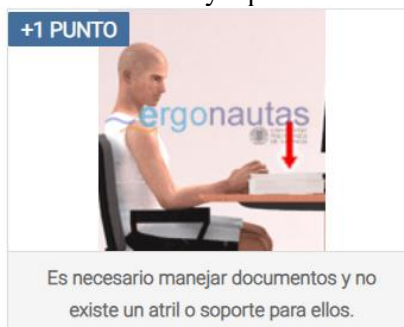 +1 PUNTO
ergonautas
Es necesario manejar documentos y no
existe un atril o soporte para ellos.